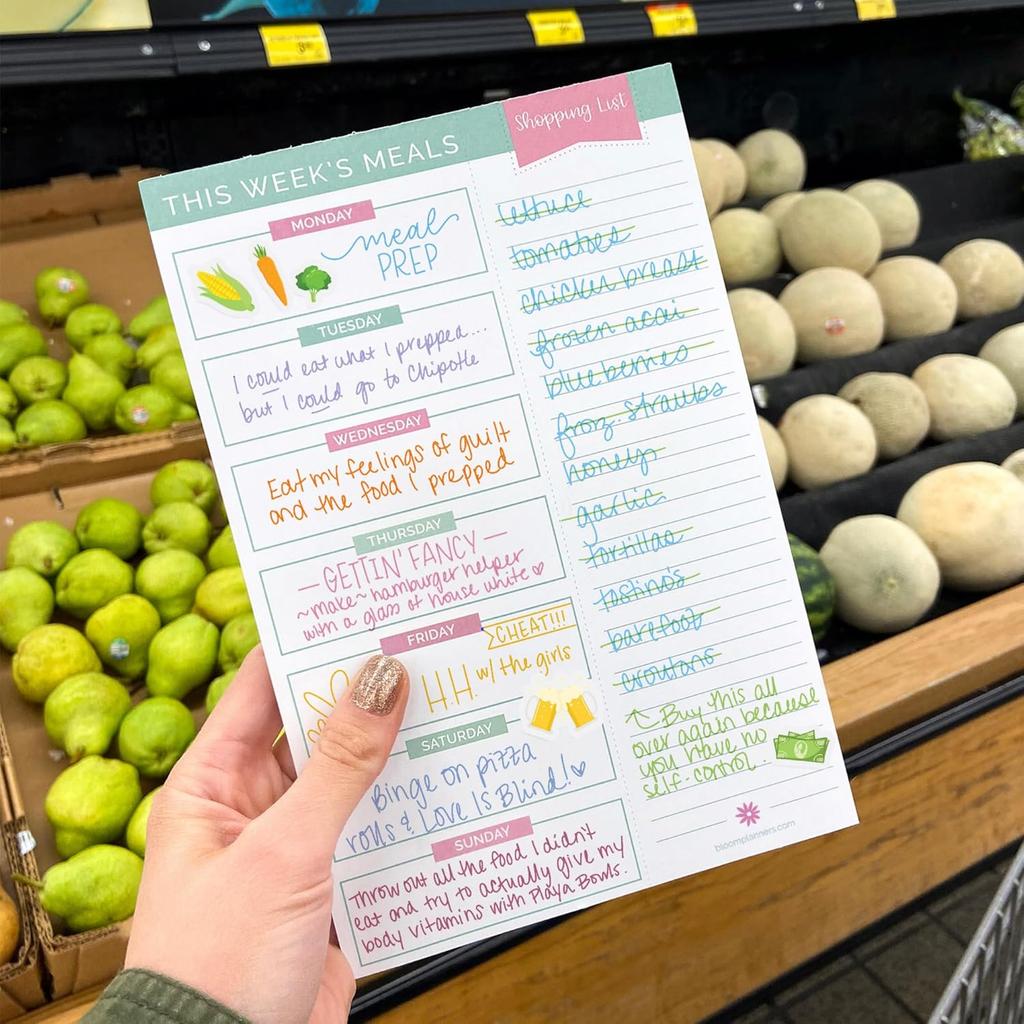 THIS WEEK'S MEALS
MONDAY
meal
PREP
TUESDAY
I could eat what I prepped...
but I could go to Chipotle
WEDNESDAY
Eat my feelings of guilt
and the food I prepped
THURSDAY
— GETTIN' FANCY —
~make~ hamburger helper
with a glass of house white ♡
FRIDAY
CHEAT!!!
H.H. w/ the girls
SATURDAY
Binge on pizza
rolls & Love Is Blind! ♡
SUNDAY
Throw out all the food I didn't
eat and try to actually give my
body vitamins with Playa Bowls.
Shopping List
lettuce
tomatoes
chicken breast
frozen acai
blueberries
froz. strawbs
honey
garlic
tortillas
tostino's
barefoot
croutons
↑ Buy this all
over again because
you have no
self-control.
bloomplanners.com